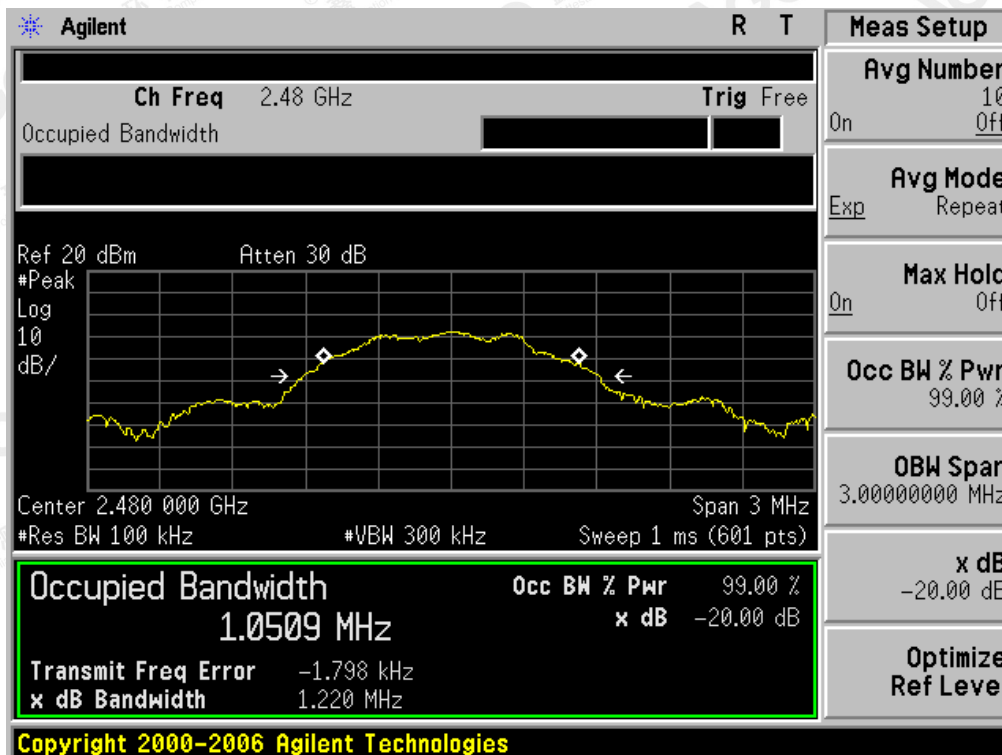 Agilent R T
Ch Freq 2.48 GHz Trig Free
Occupied Bandwidth
Ref 20 dBm Atten 30 dB
#Peak
Log
10
dB/
Center 2.480 000 GHz Span 3 MHz
#Res BW 100 kHz #VBW 300 kHz Sweep 1 ms (601 pts)
Occupied Bandwidth Occ BW % Pwr 99.00 %
1.0509 MHz x dB -20.00 dB
Transmit Freq Error -1.798 kHz
x dB Bandwidth 1.220 MHz
Copyright 2000-2006 Agilent Technologies
Meas Setup
Avg Number
10
On Off
Avg Mode
Exp Repeat
Max Hold
On Off
Occ BW % Pwr
99.00 %
OBW Span
3.00000000 MHz
x dB
-20.00 dB
Optimize
Ref Level